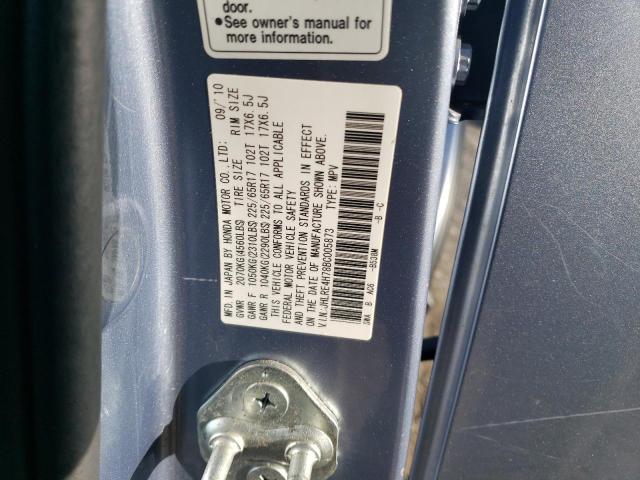 door.
•See owner's manual for
more information.
MFD. IN JAPAN BY HONDA MOTOR CO., LTD. 09/'10
GVWR 2070KG(4560LBS) TIRE SIZE RIM SIZE
GAWR F 1050KG(2310LBS) 225/65R17 102T 17X6.5J
GAWR R 1040KG(2290LBS) 225/65R17 102T 17X6.5J
THIS VEHICLE CONFORMS TO ALL APPLICABLE
FEDERAL MOTOR VEHICLE SAFETY
AND THEFT PREVENTION STANDARDS IN EFFECT
ON THE DATE OF MANUFACTURE SHOWN ABOVE.
V.I.N.:JHLRE4H78BC005873 TYPE: MPV
SWA B AC6 -B530M -B -C